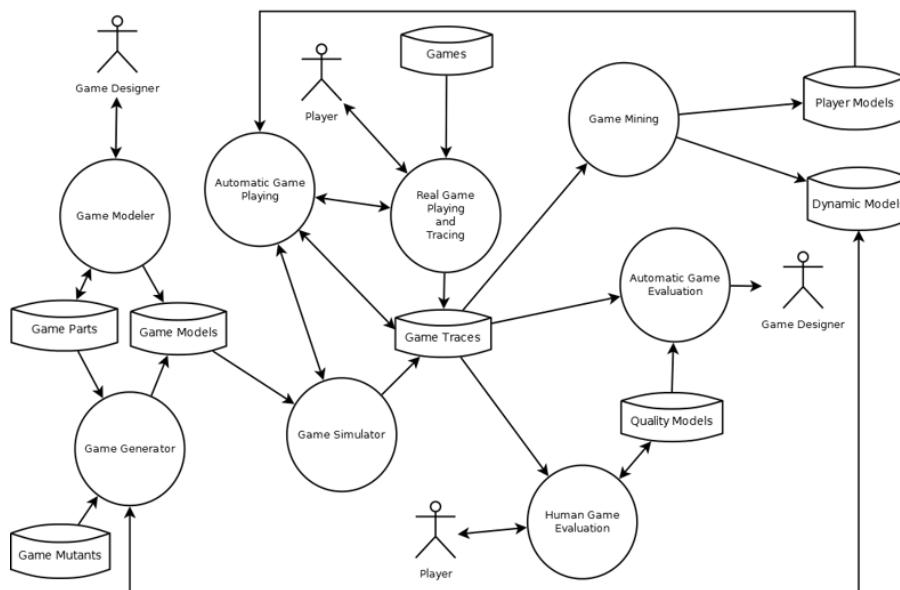 Games
Game Designer
Player
Game Mining
Player Models
Automatic Game
Playing
Real Game
Playing
and
Tracing
Game Modeler
Dynamic Models
Automatic Game
Evaluation
Game Parts
Game Models
Game Traces
Game Designer
Quality Models
Game Generator
Game Simulator
Human Game
Evaluation
Game Mutants
Player